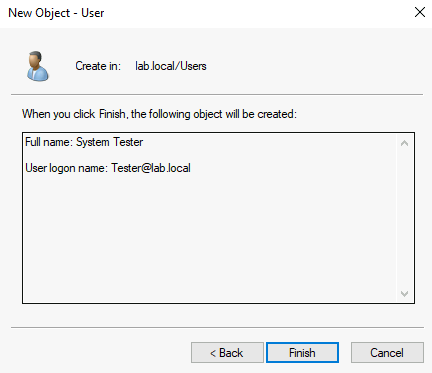 New Object - User
Create in: lab.local/Users
When you click Finish, the following object will be created:
Full name: System Tester
User logon name: Tester@lab.local
< Back
Finish
Cancel